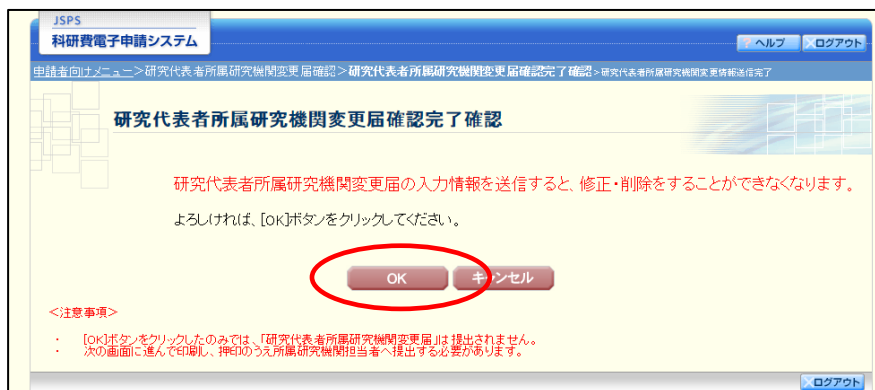 JSPS
科研費電子申請システム
ヘルプ ログアウト
申請者向けメニュー>研究代表者所属研究機関変更届確認>研究代表者所属研究機関変更届確認完了確認>研究代表者所属研究機関変更情報送信完了
研究代表者所属研究機関変更届確認完了確認
研究代表者所属研究機関変更届の入力情報を送信すると、修正・削除をすることができなくなります。
よろしければ、[OK]ボタンをクリックしてください。
OK キャンセル
<注意事項>
・ [OK]ボタンをクリックしたのみでは、「研究代表者所属研究機関変更届」は提出されません。
・ 次の画面に進んで印刷し、押印のうえ所属研究機関担当者へ提出する必要があります。
ログアウト